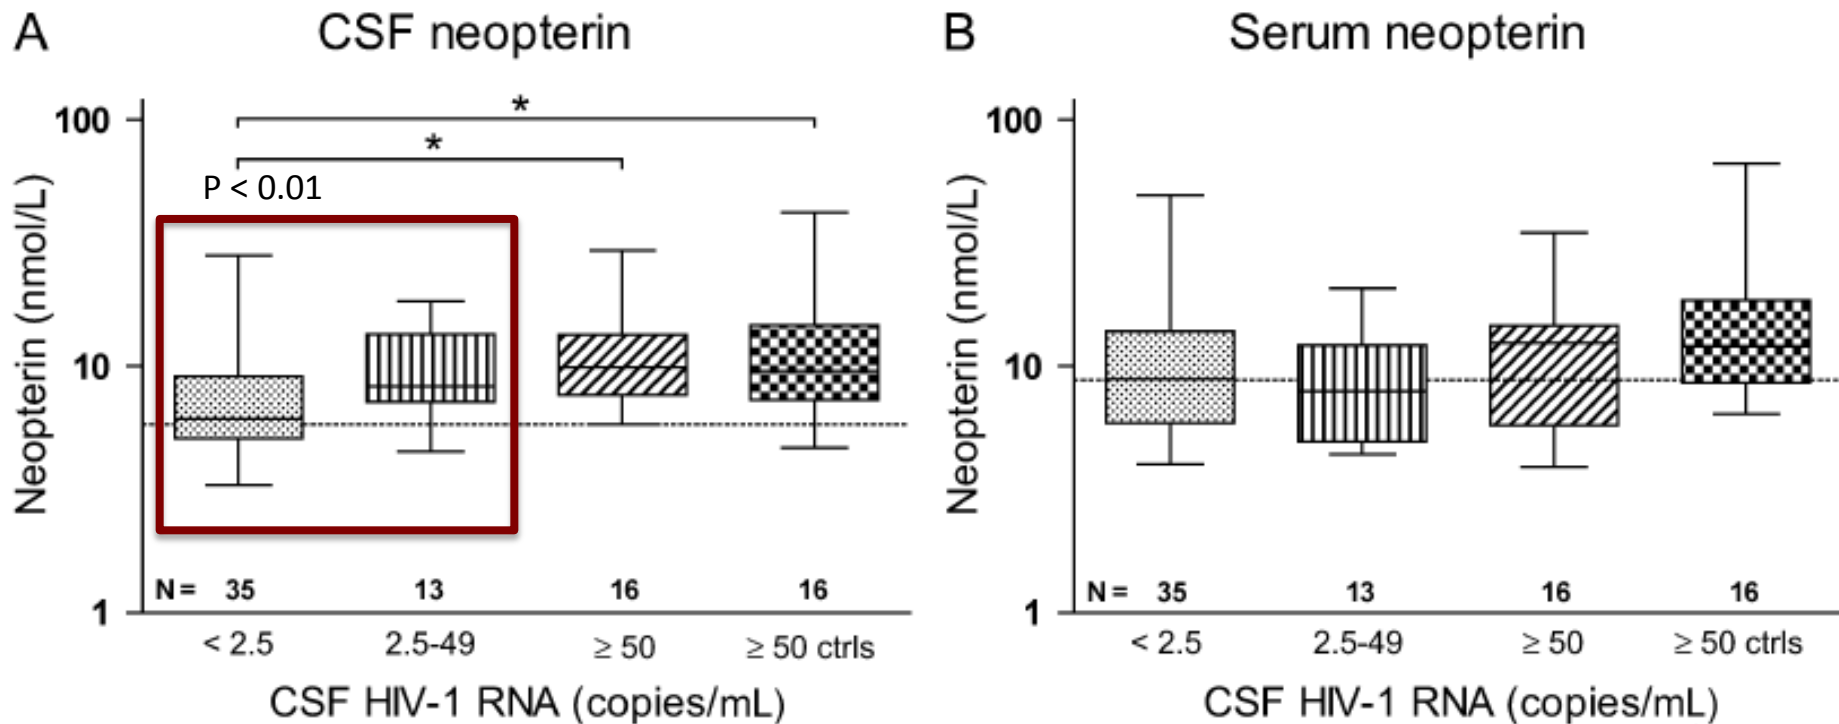 A CSF neopterin
100
10
1
Neopterin (nmol/L)
*
*
P < 0.01
N = 35 13 16 16
< 2.5 2.5-49 ≥ 50 ≥ 50 ctrls
CSF HIV-1 RNA (copies/mL)
B Serum neopterin
100
10
1
Neopterin (nmol/L)
N = 35 13 16 16
< 2.5 2.5-49 ≥ 50 ≥ 50 ctrls
CSF HIV-1 RNA (copies/mL)